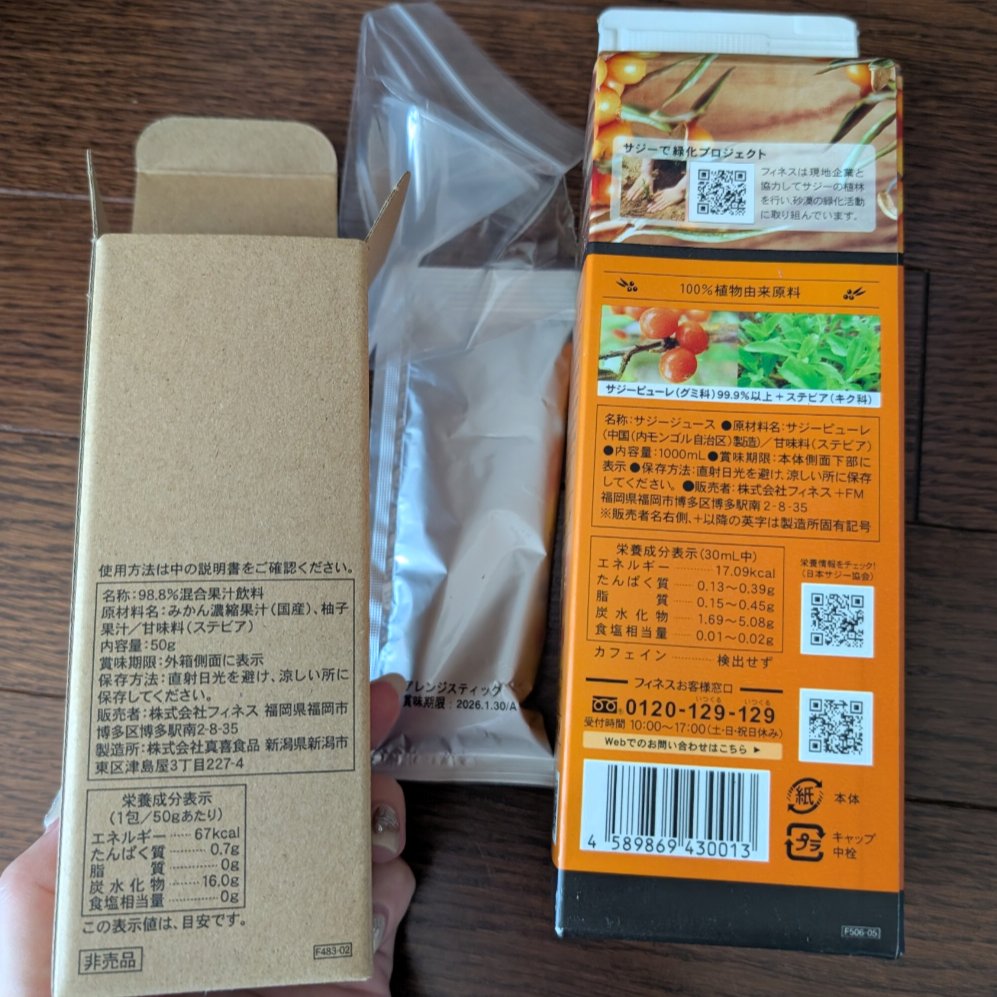 使用方法は中の説明書をご確認ください。
名称:98.8%混合果汁飲料
原材料名:みかん濃縮果汁(国産)、柚子
果汁/甘味料(ステビア)
内容量:50g
賞味期限:外箱側面に表示
保存方法:直射日光を避け、涼しい所に
保存してください。
販売者:株式会社フィネス 福岡県福岡市
博多区博多駅南2-8-35
製造所:株式会社真喜食品 新潟県新潟市
東区津島屋3丁目227-4
栄養成分表示
(1包/50gあたり)
エネルギー……67kcal
たんぱく質……0.7g
脂質……0g
炭水化物……16.0g
食塩相当量……0g
この表示値は、目安です。
非売品
F483-02
アレンジスティック
賞味期限:2026.1.30/A
サジーで緑化プロジェクト
フィネスは現地企業と
協力してサジーの植林
を行い、砂漠の緑化活動
に取り組んでいます。
100%植物由来原料
サジーピューレ(グミ科)99.9%以上+ステビア(キク科)
名称:サジージュース ●原材料名:サジーピューレ
(中国(内モンゴル自治区)製造)/甘味料(ステビア)
●内容量:1000mL ●賞味期限:本体側面下部に
表示 ●保存方法:直射日光を避け、涼しい所に保存
してください。 ●販売者:株式会社フィネス+FM
福岡県福岡市博多区博多駅南2-8-35
※販売者名右側、+以降の英字は製造所固有記号
栄養成分表示(30mL中)
エネルギー……17.09kcal
たんぱく質……0.13~0.39g
脂質……0.15~0.45g
炭水化物……1.69~5.08g
食塩相当量……0.01~0.02g
カフェイン……検出せず
栄養情報をチェック!
(日本サジー協会)
フィネスお客様窓口
いつくる いつくる
0120-129-129
受付時間 10:00~17:00(土・日・祝日休み)
Webでのお問い合わせはこちら ▶
4 589869 430013
紙 本体
プラ キャップ
中栓
F506-05